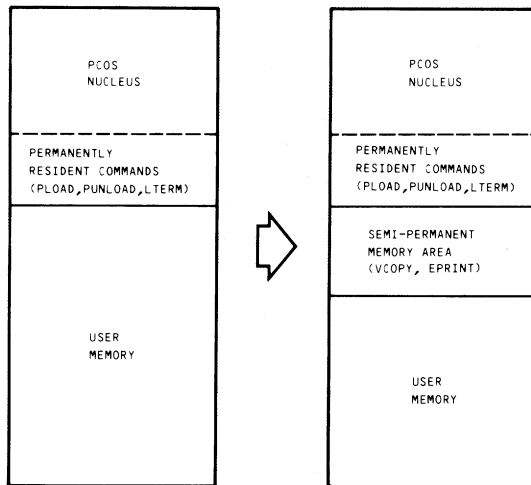 PCOS
NUCLEUS
PERMANENTLY
RESIDENT COMMANDS
(PLOAD,PUNLOAD,LTERM)
USER
MEMORY
PCOS
NUCLEUS
PERMANENTLY
RESIDENT COMMANDS
(PLOAD,PUNLOAD,LTERM)
SEMI-PERMANENT
MEMORY AREA
(VCOPY, EPRINT)
USER
MEMORY